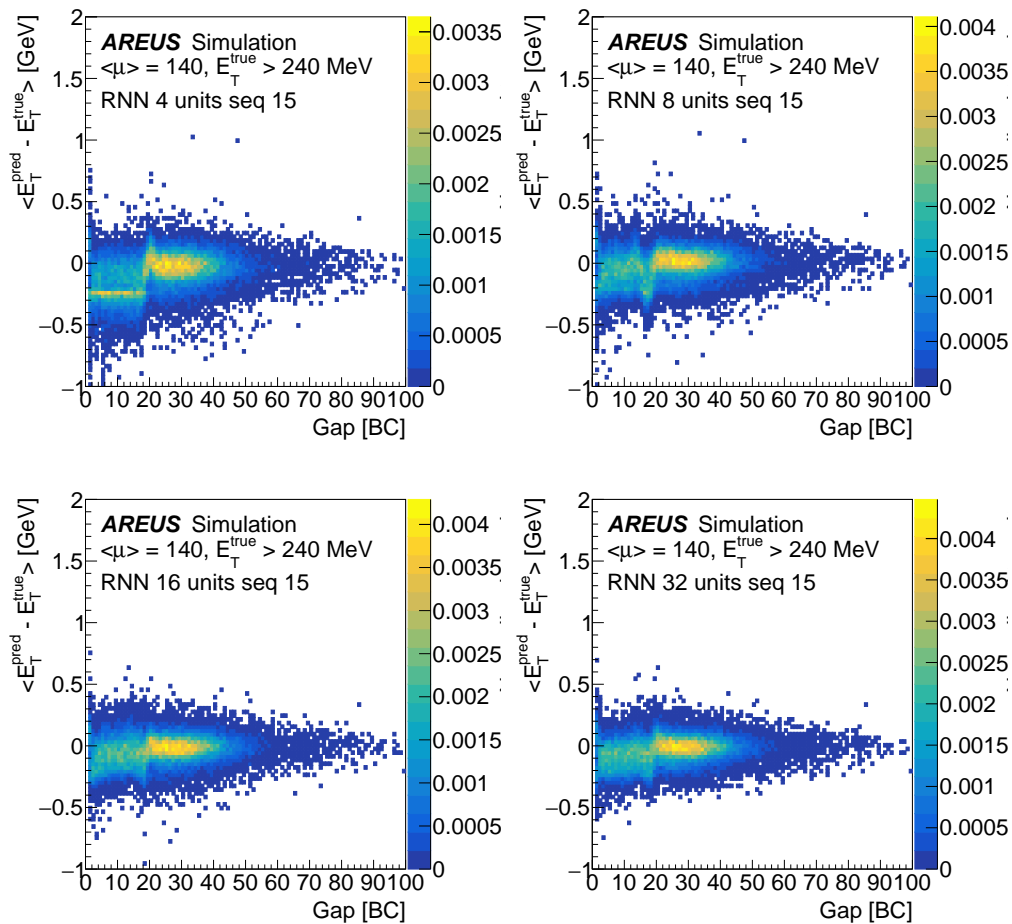 AREUS Simulation
<μ> = 140, E_T^true > 240 MeV
RNN 4 units seq 15
<E_T^pred - E_T^true> [GeV]
2
1.5
1
0.5
0
−0.5
−1
0 10 20 30 40 50 60 70 80 90 100
Gap [BC]
0.0035
0.003
0.0025
0.002
0.0015
0.001
0.0005
0
AREUS Simulation
<μ> = 140, E_T^true > 240 MeV
RNN 8 units seq 15
<E_T^pred - E_T^true> [GeV]
2
1.5
1
0.5
0
−0.5
−1
0 10 20 30 40 50 60 70 80 90 100
Gap [BC]
0.004
0.0035
0.003
0.0025
0.002
0.0015
0.001
0.0005
0
AREUS Simulation
<μ> = 140, E_T^true > 240 MeV
RNN 16 units seq 15
<E_T^pred - E_T^true> [GeV]
2
1.5
1
0.5
0
−0.5
−1
0 10 20 30 40 50 60 70 80 90 100
Gap [BC]
0.004
0.0035
0.003
0.0025
0.002
0.0015
0.001
0.0005
0
AREUS Simulation
<μ> = 140, E_T^true > 240 MeV
RNN 32 units seq 15
<E_T^pred - E_T^true> [GeV]
2
1.5
1
0.5
0
−0.5
−1
0 10 20 30 40 50 60 70 80 90 100
Gap [BC]
0.004
0.0035
0.003
0.0025
0.002
0.0015
0.001
0.0005
0